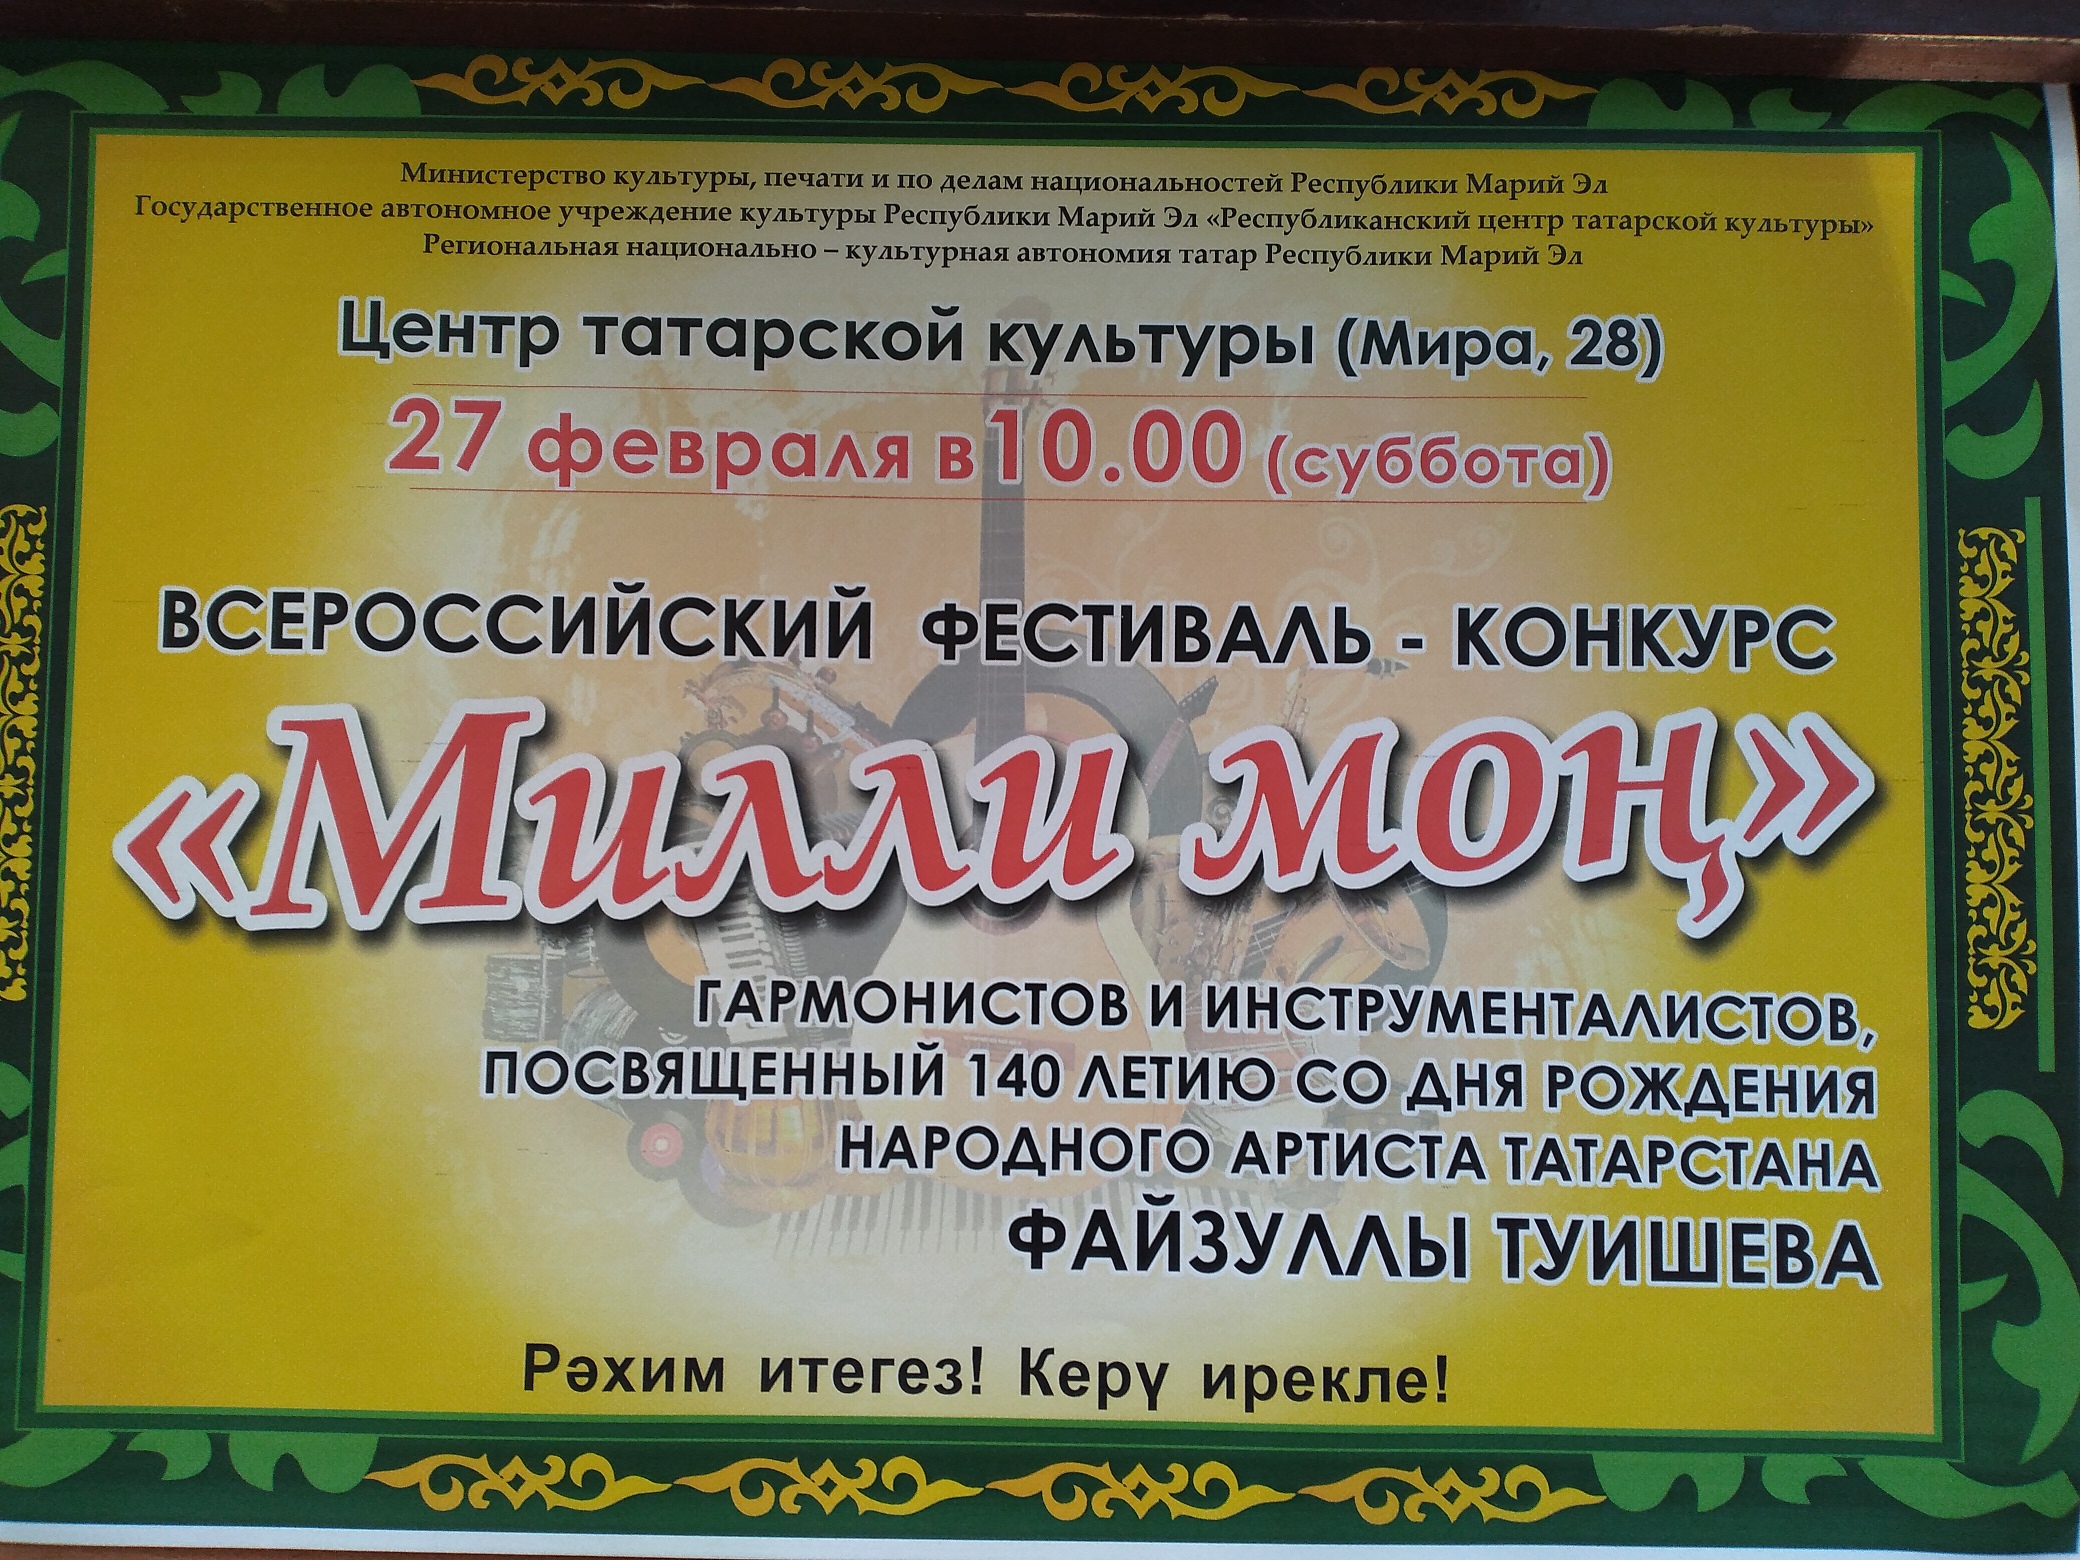 Министерство культуры, печати и по делам национальностей Республики Марий Эл
Государственное автономное учреждение культуры Республики Марий Эл «Республиканский центр татарской культуры»
Региональная национально – культурная автономия татар Республики Марий Эл
Центр татарской культуры (Мира, 28)
27 февраля в 10.00 (суббота)
ВСЕРОССИЙСКИЙ ФЕСТИВАЛЬ - КОНКУРС
«Милли моң»
ГАРМОНИСТОВ И ИНСТРУМЕНТАЛИСТОВ,
ПОСВЯЩЕННЫЙ 140 ЛЕТИЮ СО ДНЯ РОЖДЕНИЯ
НАРОДНОГО АРТИСТА ТАТАРСТАНА
ФАЙЗУЛЛЫ ТУИШЕВА
Рәхим итегез! Керү ирекле!